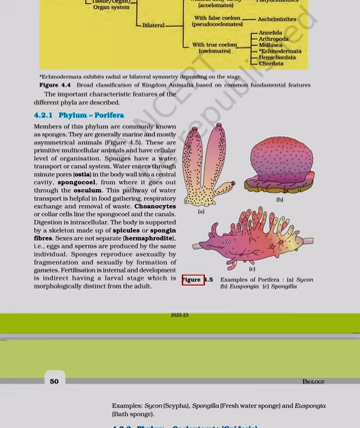 Tissue/Organ/
Organ system
(acoelomates)
Platyhelminthes
Bilateral
With false coelom
(pseudocoelomates)
Aschelminthes
With true coelom
(coelomates)
Annelida
Arthropoda
Mollusca
*Echinodermata
Hemichordata
Chordata
*Echinodermata exhibits radial or bilateral symmetry depending on the stage.
Figure 4.4 Broad classification of Kingdom Animalia based on common fundamental features
The important characteristic features of the
different phyla are described.
4.2.1 Phylum – Porifera
Members of this phylum are commonly known
as sponges. They are generally marine and mostly
asymmetrical animals (Figure 4.5). These are
primitive multicellular animals and have cellular
level of organisation. Sponges have a water
transport or canal system. Water enters through
minute pores (ostia) in the body wall into a central
cavity, spongocoel, from where it goes out
through the osculum. This pathway of water
transport is helpful in food gathering, respiratory
exchange and removal of waste. Choanocytes
or collar cells line the spongocoel and the canals.
Digestion is intracellular. The body is supported
by a skeleton made up of spicules or spongin
fibres. Sexes are not separate (hermaphrodite),
i.e., eggs and sperms are produced by the same
individual. Sponges reproduce asexually by
fragmentation and sexually by formation of
gametes. Fertilisation is internal and development
is indirect having a larval stage which is
morphologically distinct from the adult.
(a)
(b)
(c)
Figure 4.5 Examples of Porifera : (a) Sycon
(b) Euspongia (c) Spongilla
2022-23
50
BIOLOGY
Examples: Sycon (Scypha), Spongilla (Fresh water sponge) and Euspongia
(Bath sponge).